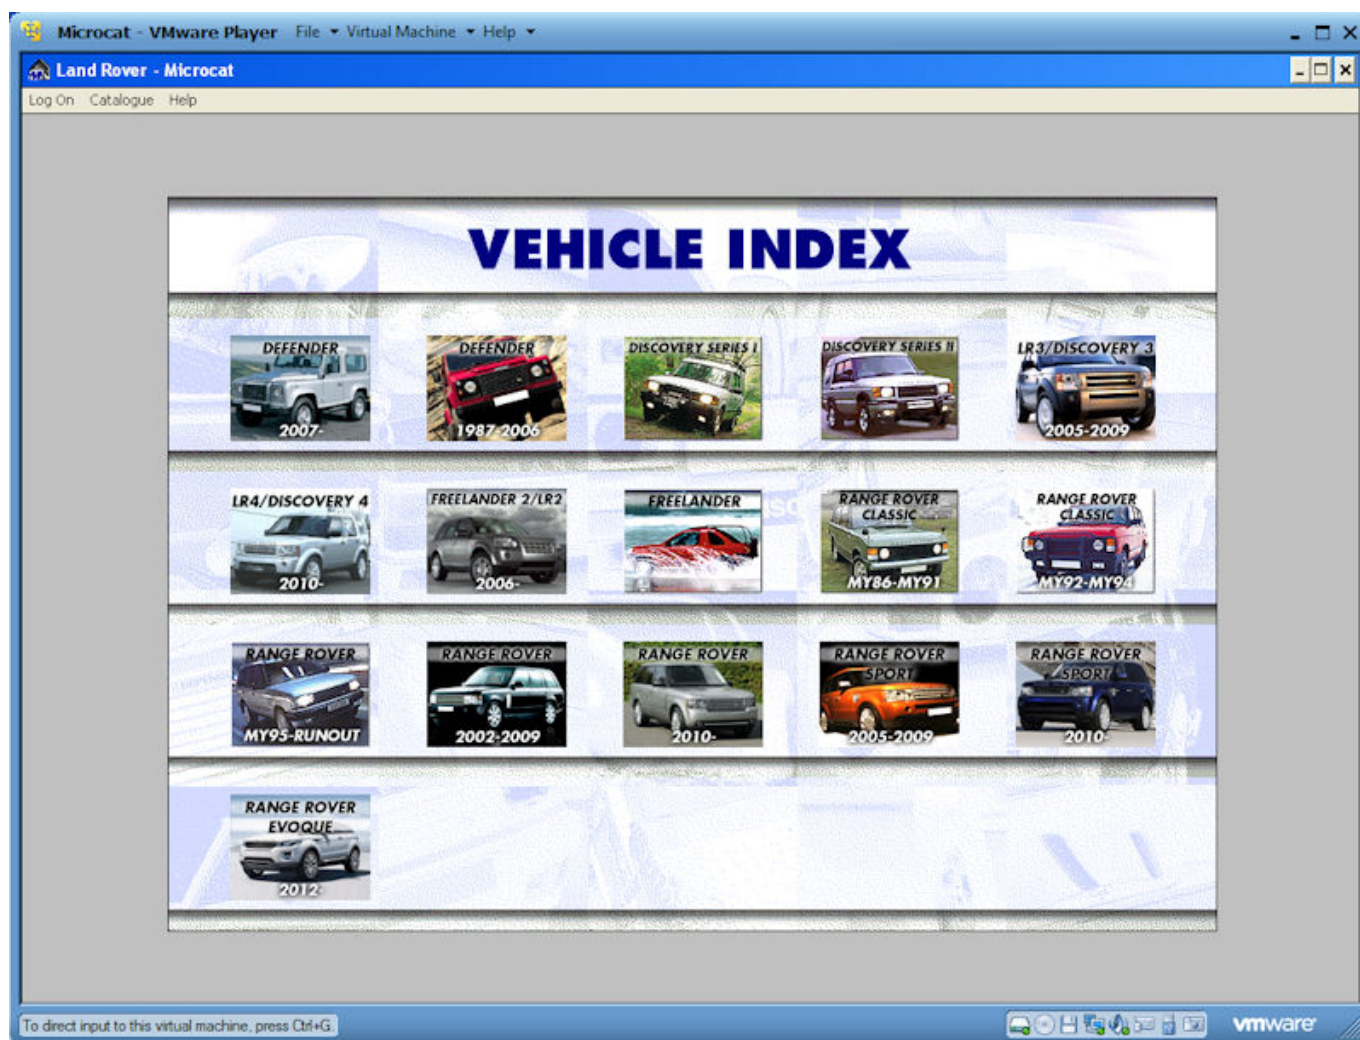 Microcat - VMware Player File Virtual Machine Help
Land Rover - Microcat
Log On Catalogue Help
VEHICLE INDEX
DEFENDER
2007-
DEFENDER
1987-2006
DISCOVERY SERIES I
DISCOVERY SERIES II
LR3/DISCOVERY 3
2005-2009
LR4/DISCOVERY 4
2010-
FREELANDER 2/LR2
2006-
FREELANDER
RANGE ROVER
CLASSIC
MY86-MY91
RANGE ROVER
CLASSIC
MY92-MY94
RANGE ROVER
MY95-RUNOUT
RANGE ROVER
2002-2009
RANGE ROVER
2010-
RANGE ROVER
SPORT
2005-2009
RANGE ROVER
SPORT
2010-
RANGE ROVER
EVOQUE
2012-
To direct input to this virtual machine, press Ctrl+G.
vmware